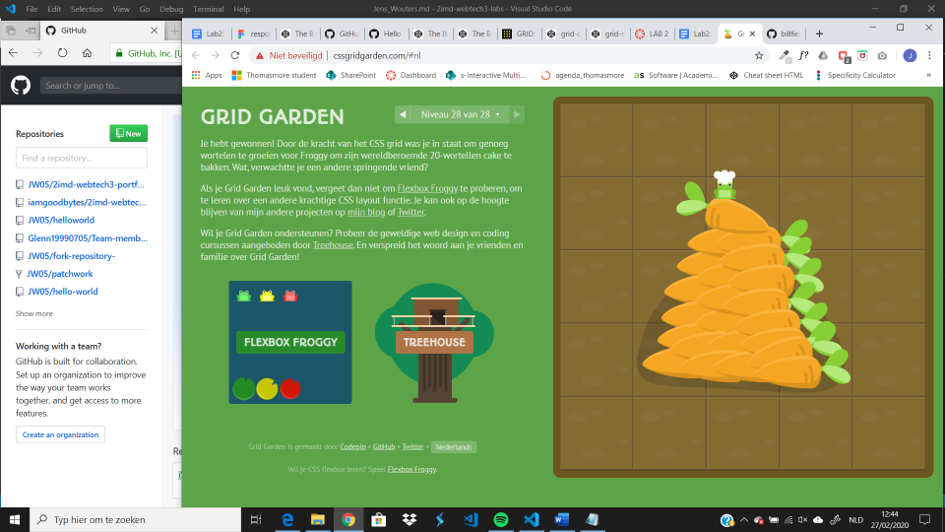 File Edit Selection View Go Debug Terminal Help
Jens_Wouters.md - 2imd-webtech3-labs - Visual Studio Code
GitHub
GitHub, Inc. [U
Search or jump to...
Repositories
New
Find a repository...
JW05/2imd-webtech3-portf...
iamgoodbytes/2imd-webtec...
JW05/helloworld
Glenn19990705/Team-memb...
JW05/fork-repository-
JW05/patchwork
JW05/hello-world
Show more
Working with a team?
GitHub is built for collaboration.
Set up an organization to
improve the way your team works
together, and get access to more
features.
Create an organization
Re
Lab2:
respo
The B
GitHu
Hello
The IN
The B
GRID:
grid-c
grid-r
LAB 2
Lab2:
G
billfie
Niet beveiligd | cssgridgarden.com/#nl
Apps
Thomasmore student
SharePoint
Dashboard
s-Interactive Multi...
agenda_thomasmore
Software | Academi...
Cheat sheet HTML
Specificity Calculator
GRID GARDEN
Niveau 28 van 28
Je hebt gewonnen! Door de kracht van het CSS grid was je in staat om genoeg
wortelen te groeien voor Froggy om zijn wereldberoemde 20-wortellen cake te
bakken. Wat, verwachtte je een andere springende vriend?
Als je Grid Garden leuk vond, vergeet dan niet om Flexbox Froggy te proberen, om
te leren over een andere krachtige CSS layout functie. Je kan ook op de hoogte
blijven van mijn andere projecten op mijn blog of Twitter.
Wil je Grid Garden ondersteunen? Probeer de geweldige web design en coding
cursussen aangeboden door Treehouse. En verspreid het woord aan je vrienden en
familie over Grid Garden!
FLEXBOX FROGGY
TREEHOUSE
Grid Garden is gemaakt door Codepip • GitHub • Twitter • Nederlands
Wil je CSS flexbox leren? Speel Flexbox Froggy.
Typ hier om te zoeken
NLD
12:44
27/02/2020